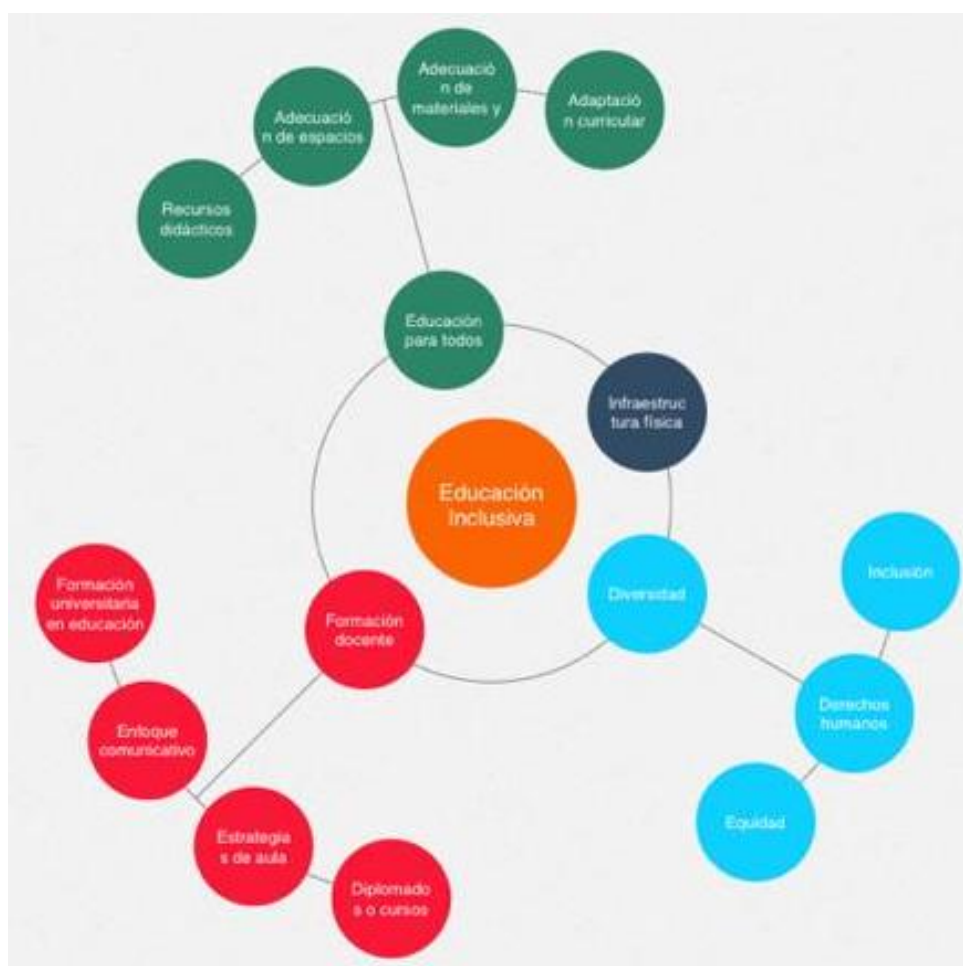 Adecuació
n de
materiales y
Adaptació
n curricular
Adecuació
n de espacios
Recursos
didácticos
Educación
para todos
Infraestruc
tura física
Educación
Inclusiva
Inclusión
Diversidad
Formación
universitaria
en educación
Formación
docente
Derechos
humanos
Enfoque
comunicativo
Equidad
Estrategia
s de aula
Diplomado
s o cursos